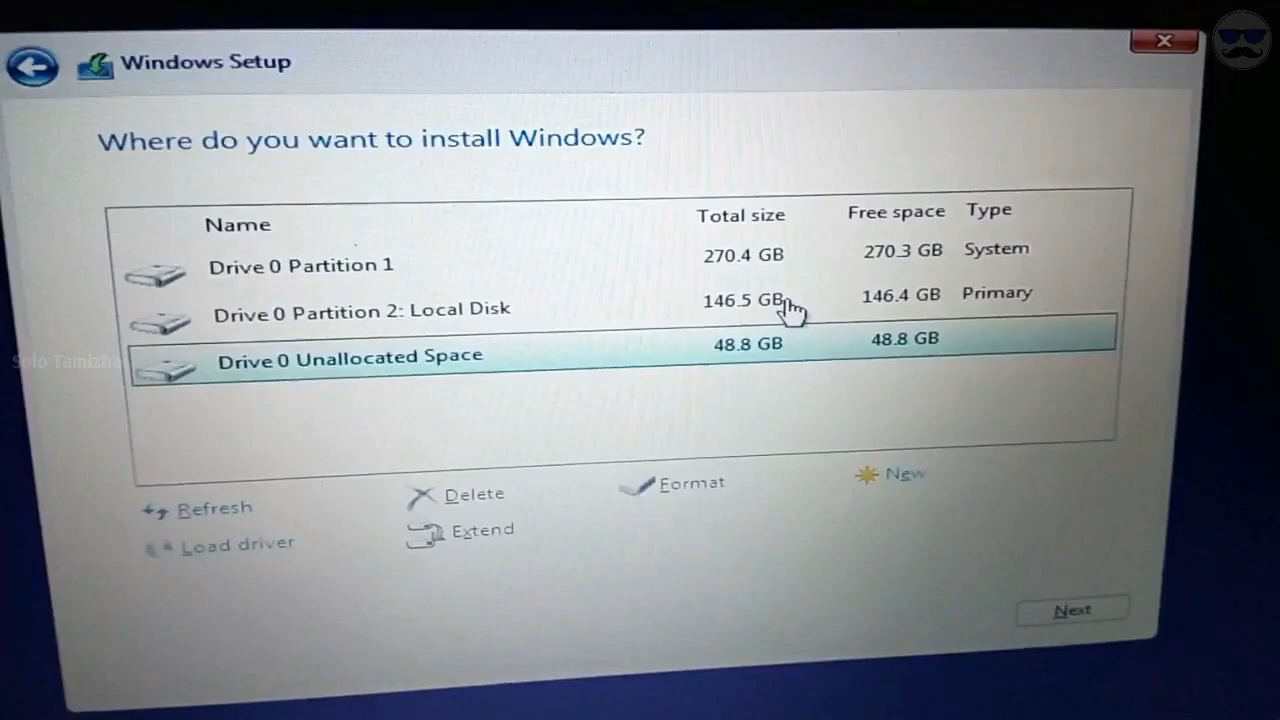 Windows Setup
Where do you want to install Windows?
Name Total size Free space Type
Drive 0 Partition 1 270.4 GB 270.3 GB System
Drive 0 Partition 2: Local Disk 146.5 GB 146.4 GB Primary
Drive 0 Unallocated Space 48.8 GB 48.8 GB
Solo
Refresh Delete Format New
Load driver Extend
Next